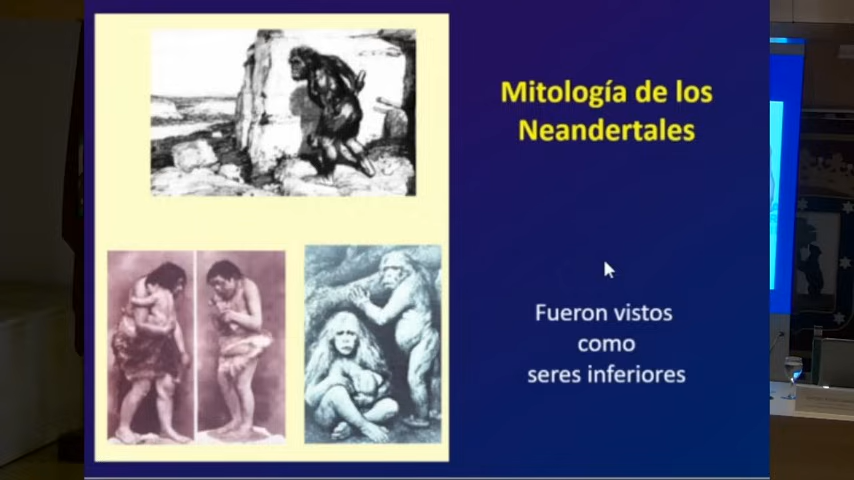 Mitología de los
Neandertales
Fueron vistos
como
seres inferiores